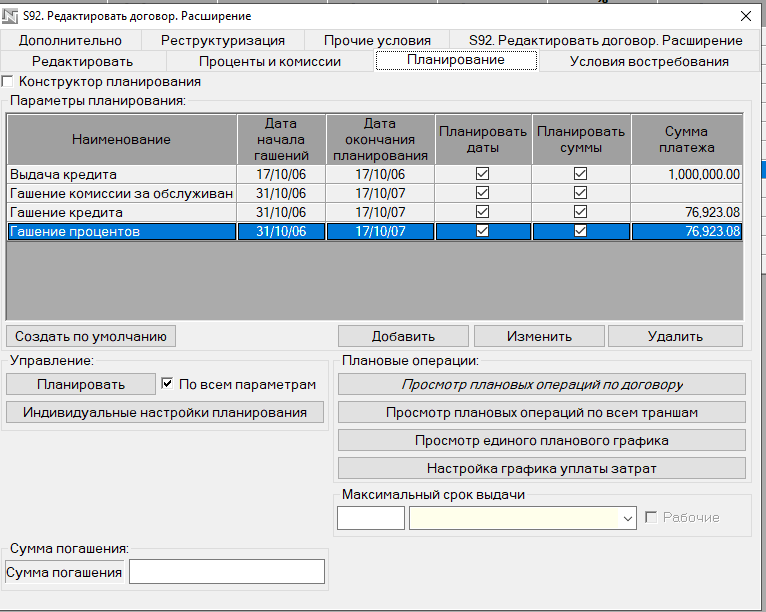 S92. Редактировать договор. Расширение
Дополнительно Реструктуризация Прочие условия S92. Редактировать договор. Расширение
Редактировать Проценты и комиссии Планирование Условия востребования
Конструктор планирования
Параметры планирования:
Наименование Дата начала гашений Дата окончания планирования Планировать даты Планировать суммы Сумма платежа
Выдача кредита 17/10/06 17/10/06 1,000,000.00
Гашение комиссии за обслуживан 31/10/06 17/10/07
Гашение кредита 31/10/06 17/10/07 76,923.08
Гашение процентов 31/10/06 17/10/07 76,923.08
Создать по умолчанию Добавить Изменить Удалить
Управление:
Планировать По всем параметрам
Индивидуальные настройки планирования
Плановые операции:
Просмотр плановых операций по договору
Просмотр плановых операций по всем траншам
Просмотр единого планового графика
Настройка графика уплаты затрат
Максимальный срок выдачи
Рабочие
Сумма погашения:
Сумма погашения